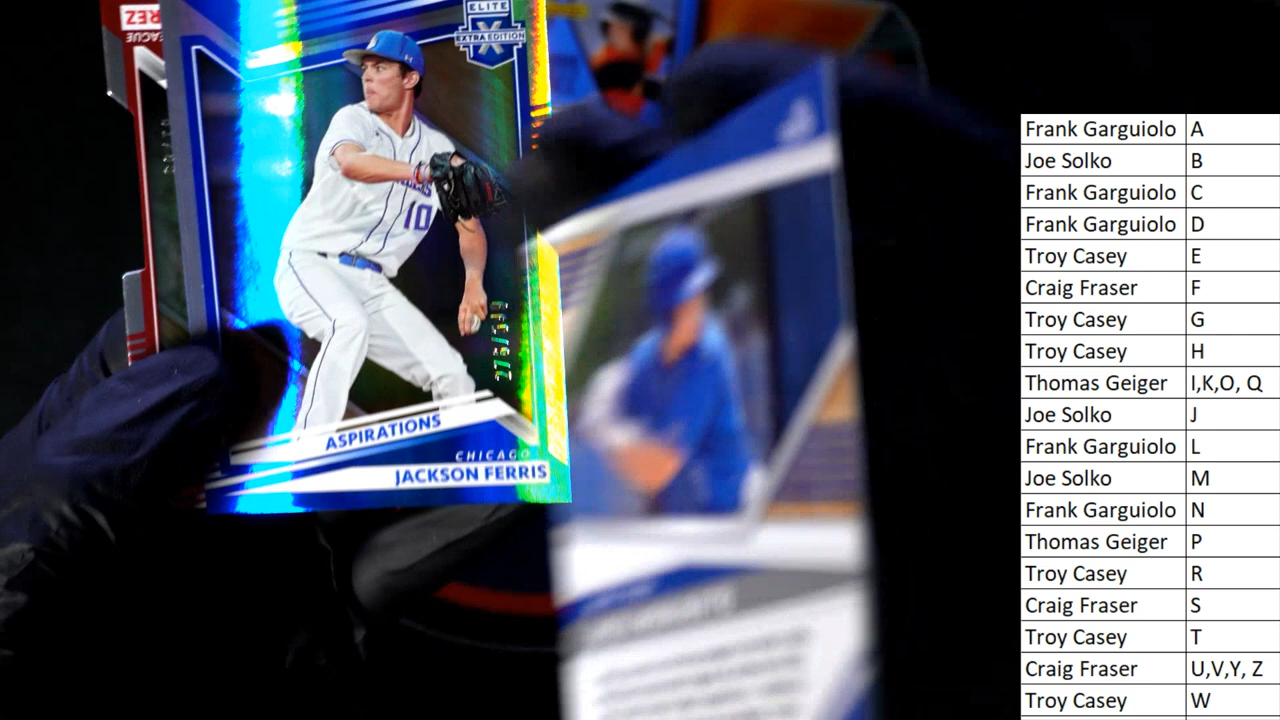 ELITE
X
EXTRA EDITION
10
ASPIRATIONS
CHICAGO
JACKSON FERRIS
Frank Garguiolo A
Joe Solko B
Frank Garguiolo C
Frank Garguiolo D
Troy Casey E
Craig Fraser F
Troy Casey G
Troy Casey H
Thomas Geiger I,K,O, Q
Joe Solko J
Frank Garguiolo L
Joe Solko M
Frank Garguiolo N
Thomas Geiger P
Troy Casey R
Craig Fraser S
Troy Casey T
Craig Fraser U,V,Y, Z
Troy Casey W